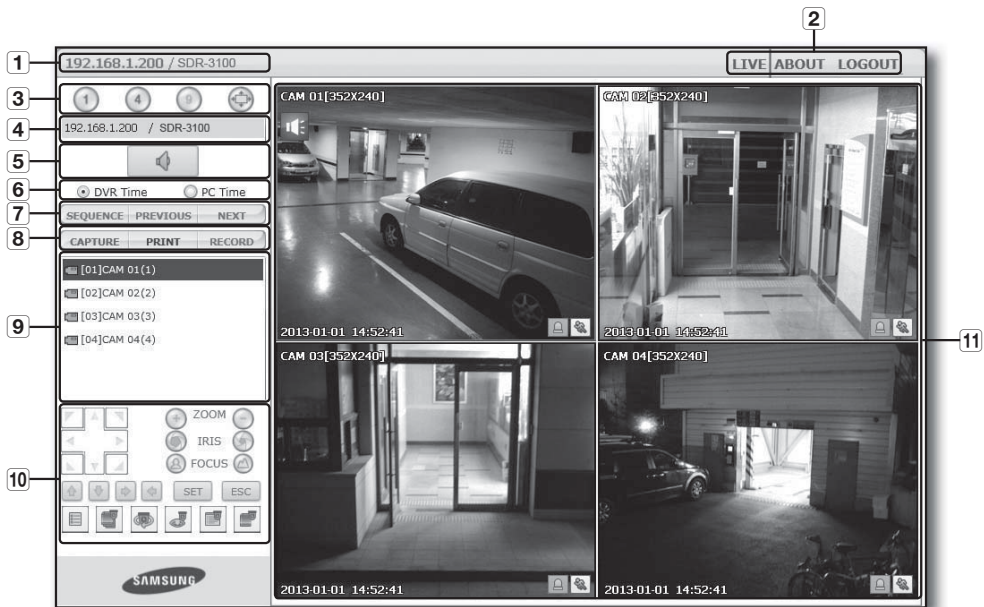 2
1
192.168.1.200 / SDR-3100
LIVE ABOUT LOGOUT
3
1 4 9
4
192.168.1.200 / SDR-3100
5
6
DVR Time PC Time
7
SEQUENCE PREVIOUS NEXT
8
CAPTURE PRINT RECORD
9
[01]CAM 01(1)
[02]CAM 02(2)
[03]CAM 03(3)
[04]CAM 04(4)
10
ZOOM
IRIS
FOCUS
SET ESC
SAMSUNG
CAM 01[352X240]
2013-01-01 14:52:41
CAM 02[352X240]
2013-01-01 14:52:41
11
CAM 03[352X240]
2013-01-01 14:52:41
CAM 04[352X240]
2013-01-01 14:52:41